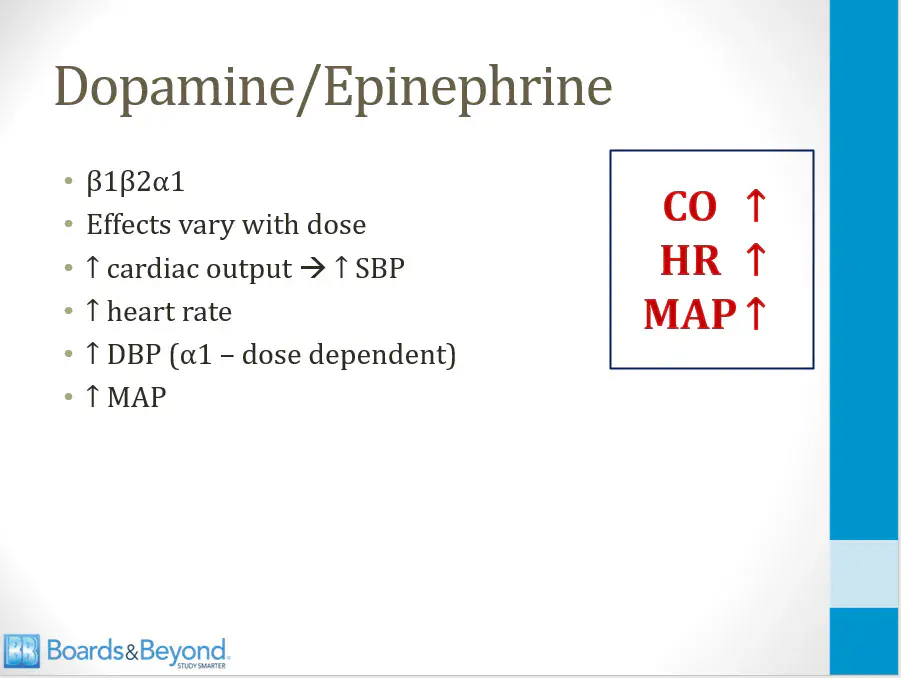 Dopamine/Epinephrine
• β1β2α1
• Effects vary with dose
• ↑ cardiac output → ↑ SBP
• ↑ heart rate
• ↑ DBP (α1 – dose dependent)
• ↑ MAP
CO ↑
HR ↑
MAP ↑
BB Boards&Beyond.
STUDY SMARTER